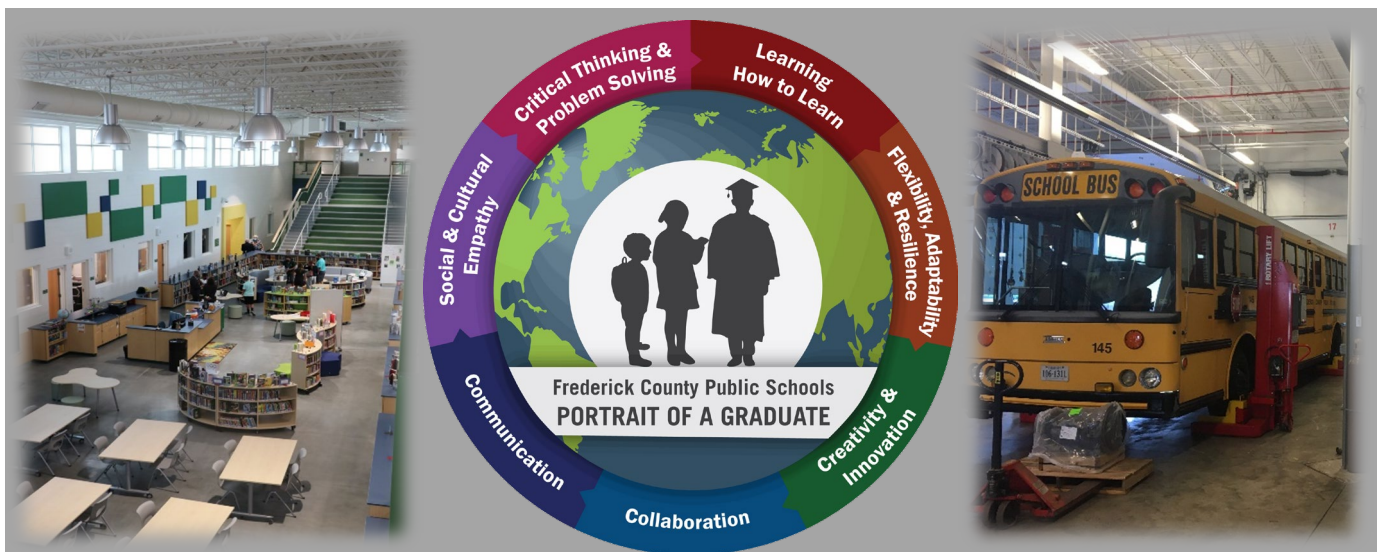 Critical Thinking &
Problem Solving
Learning
How to Learn
Flexibility, Adaptability
& Resilience
Creativity &
Innovation
Collaboration
Communication
Social & Cultural
Empathy
Frederick County Public Schools
PORTRAIT OF A GRADUATE
SCHOOL BUS
145
ROTARY LIFT
17